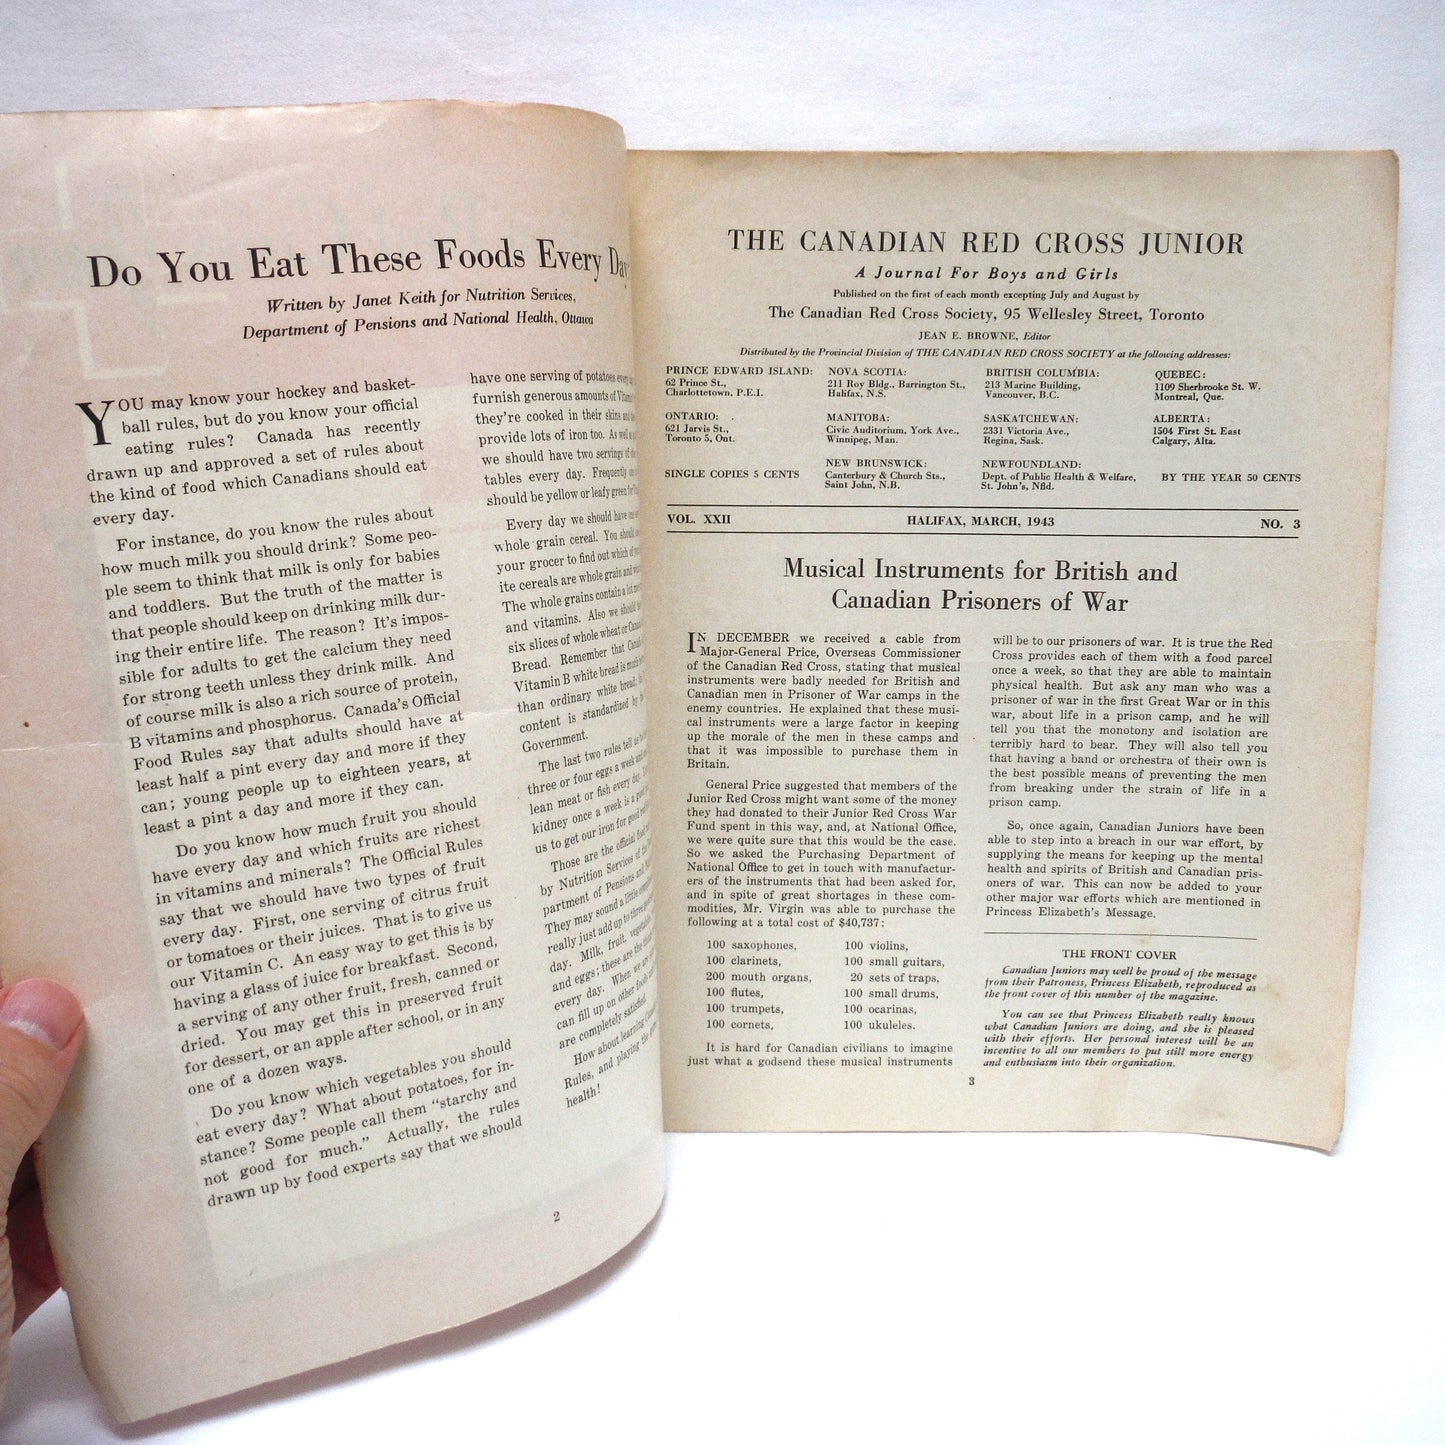 Do You Eat These Foods Every Day
Written by Janet Keith for Nutrition Services,
Department of Pensions and National Health, Ottawa
YOU may know your hockey and basket-
ball rules, but do you know your official
eating rules? Canada has recently
drawn up and approved a set of rules about
the kind of food which Canadians should eat
every day.
For instance, do you know the rules about
how much milk you should drink? Some peo-
ple seem to think that milk is only for babies
and toddlers. But the truth of the matter is
that people should keep on drinking milk dur-
ing their entire life. The reason? It's impos-
sible for adults to get the calcium they need
for strong teeth unless they drink milk. And
of course milk is also a rich source of protein,
B vitamins and phosphorus. Canada's Official
Food Rules say that adults should have at
least half a pint every day and more if they
can; young people up to eighteen years, at
least a pint a day and more if they can.
Do you know how much fruit you should
have every day and which fruits are richest
in vitamins and minerals? The Official Rules
say that we should have two types of fruit
every day. First, one serving of citrus fruit
or tomatoes or their juices. That is to give us
our Vitamin C. An easy way to get this is by
having a glass of juice for breakfast. Second,
a serving of any other fruit, fresh, canned or
dried. You may get this in preserved fruit
for dessert, or an apple after school, or in any
one of a dozen ways.
Do you know which vegetables you should
eat every day? What about potatoes, for in-
stance? Some people call them "starchy and
not good for much." Actually, the rules
drawn up by food experts say that we should
have one serving of potatoes every
furnish generous amounts of Vitamin
they're cooked in their skins and
provide lots of iron too. As well as
we should have two servings of
tables every day. Frequently
should be yellow or leafy green for
Every day we should have one
whole grain cereal. You should
your grocer to find out which of
ite cereals are whole grain and
The whole grains contain a lot
and vitamins. Also we should
six slices of whole wheat or Canada
Bread. Remember that Canada
Vitamin B white bread is much
than ordinary white bread.
content is standardized by the
Government.
The last two rules tell us to
three or four eggs a week and
lean meat or fish every day.
kidney once a week is a good
us to get our iron for good red
Those are the official food
by Nutrition Services of the
partment of Pensions and
They may sound a little
really just add up to three
day. Milk, fruit, vegetables
and eggs; these are the
every day. When we
can fill up on other foods
are completely satisfied.
How about learning
Rules, and playing the
health!
2
THE CANADIAN RED CROSS JUNIOR
A Journal For Boys and Girls
Published on the first of each month excepting July and August by
The Canadian Red Cross Society, 95 Wellesley Street, Toronto
JEAN E. BROWNE, Editor
Distributed by the Provincial Division of THE CANADIAN RED CROSS SOCIETY at the following addresses:
PRINCE EDWARD ISLAND:
62 Prince St.,
Charlottetown, P.E.I.
NOVA SCOTIA:
211 Roy Bldg., Barrington St.,
Halifax, N.S.
BRITISH COLUMBIA:
213 Marine Building,
Vancouver, B.C.
QUEBEC:
1109 Sherbrooke St. W.
Montreal, Que.
ONTARIO:
621 Jarvis St.,
Toronto 5, Ont.
MANITOBA:
Civic Auditorium, York Ave.,
Winnipeg, Man.
SASKATCHEWAN:
2331 Victoria Ave.,
Regina, Sask.
ALBERTA:
1504 First St. East
Calgary, Alta.
SINGLE COPIES 5 CENTS
NEW BRUNSWICK:
Canterbury & Church Sts.,
Saint John, N.B.
NEWFOUNDLAND:
Dept. of Public Health & Welfare,
St. John's, Nfld.
BY THE YEAR 50 CENTS
VOL. XXII HALIFAX, MARCH, 1943 NO. 3
Musical Instruments for British and
Canadian Prisoners of War
IN DECEMBER we received a cable from
Major-General Price, Overseas Commissioner
of the Canadian Red Cross, stating that musical
instruments were badly needed for British and
Canadian men in Prisoner of War camps in the
enemy countries. He explained that these musi-
cal instruments were a large factor in keeping
up the morale of the men in these camps and
that it was impossible to purchase them in
Britain.
General Price suggested that members of the
Junior Red Cross might want some of the money
they had donated to their Junior Red Cross War
Fund spent in this way, and, at National Office,
we were quite sure that this would be the case.
So we asked the Purchasing Department of
National Office to get in touch with manufactur-
ers of the instruments that had been asked for,
and in spite of great shortages in these com-
modities, Mr. Virgin was able to purchase the
following at a total cost of $40,737:
100 saxophones, 100 violins,
100 clarinets, 100 small guitars,
200 mouth organs, 20 sets of traps,
100 flutes, 100 small drums,
100 trumpets, 100 ocarinas,
100 cornets, 100 ukuleles.
It is hard for Canadian civilians to imagine
just what a godsend these musical instruments
will be to our prisoners of war. It is true the Red
Cross provides each of them with a food parcel
once a week, so that they are able to maintain
physical health. But ask any man who was a
prisoner of war in the first Great War or in this
war, about life in a prison camp, and he will
tell you that the monotony and isolation are
terribly hard to bear. They will also tell you
that having a band or orchestra of their own is
the best possible means of preventing the men
from breaking under the strain of life in a
prison camp.
So, once again, Canadian Juniors have been
able to step into a breach in our war effort, by
supplying the means for keeping up the mental
health and spirits of British and Canadian pris-
oners of war. This can now be added to your
other major war efforts which are mentioned in
Princess Elizabeth's Message.
THE FRONT COVER
Canadian Juniors may well be proud of the message
from their Patroness, Princess Elizabeth, reproduced as
the front cover of this number of the magazine.
You can see that Princess Elizabeth really knows
what Canadian Juniors are doing, and she is pleased
with their efforts. Her personal interest will be an
incentive to all our members to put still more energy
and enthusiasm into their organization.
3